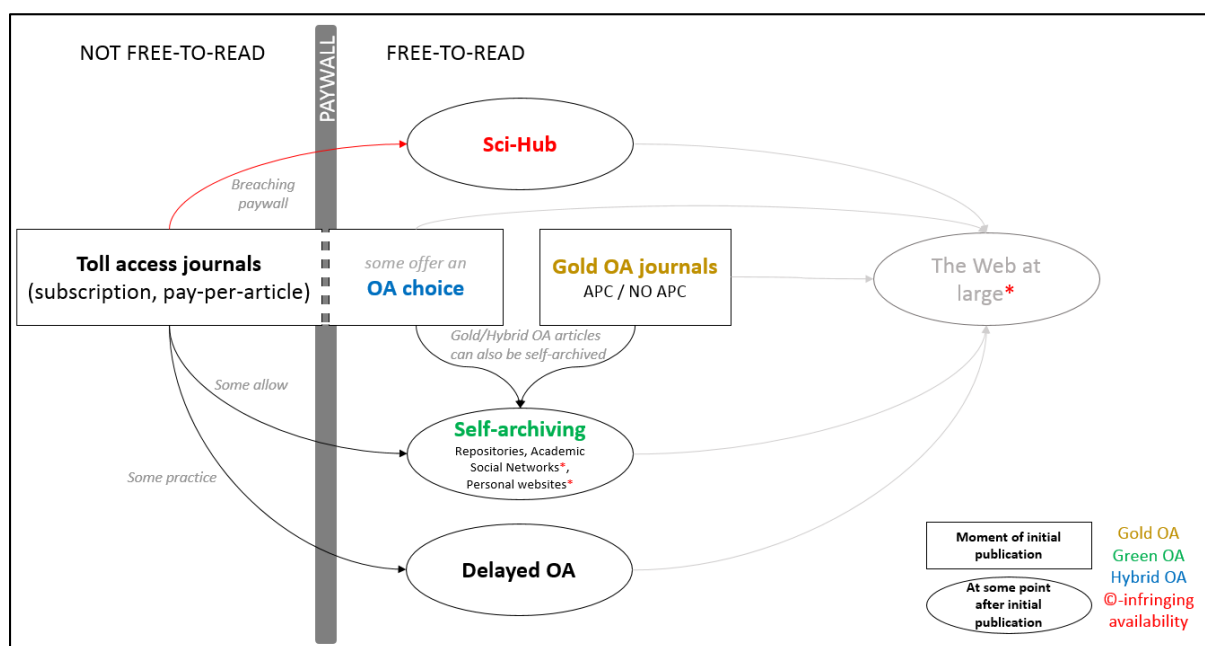 NOT FREE-TO-READ
PAYWALL
FREE-TO-READ
Sci-Hub
Breaching
paywall
Toll access journals
(subscription, pay-per-article)
some offer an
OA choice
Gold OA journals
APC / NO APC
The Web at
large*
Gold/Hybrid OA articles
can also be self-archived
Some allow
Self-archiving
Repositories, Academic
Social Networks*,
Personal websites*
Some practice
Delayed OA
Moment of initial
publication
At some point
after initial
publication
Gold OA
Green OA
Hybrid OA
©-infringing
availability